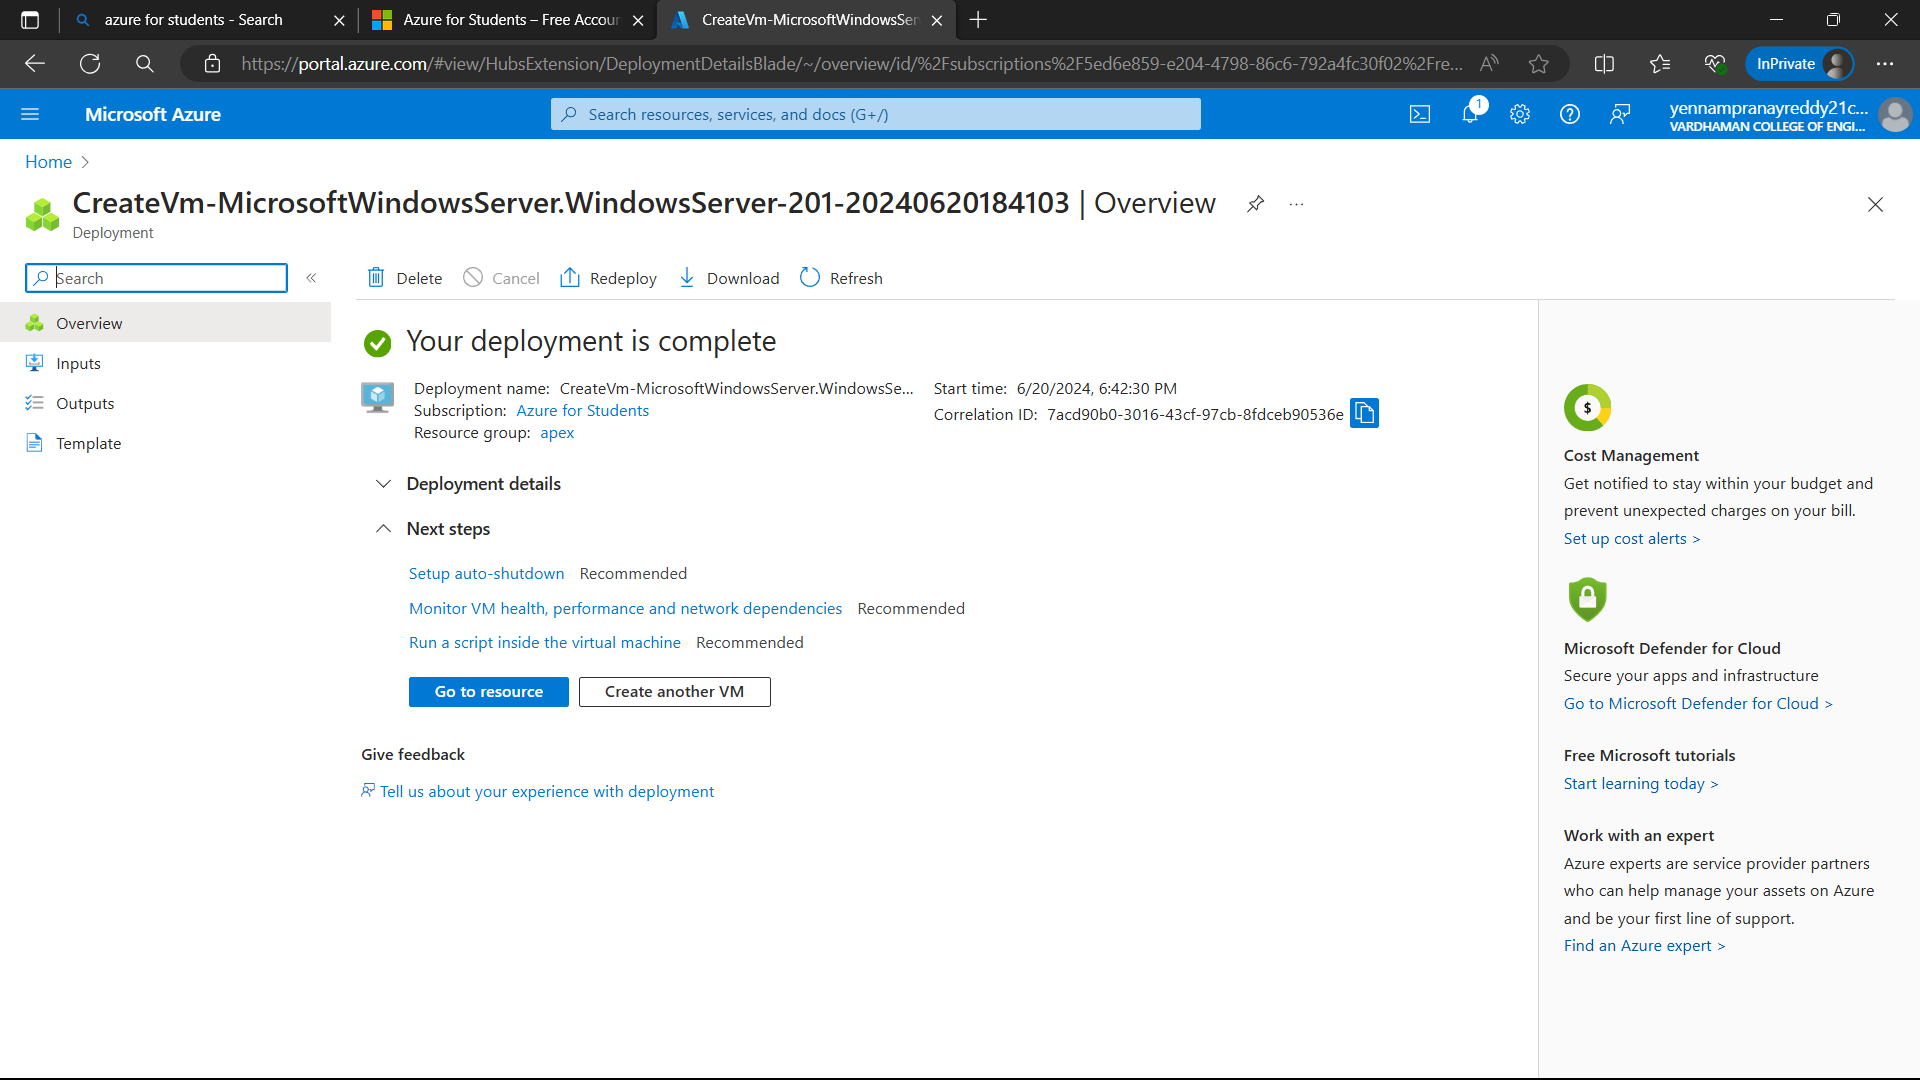 azure for students - Search
Azure for Students – Free Accoun
CreateVm-MicrosoftWindowsSer
https://portal.azure.com/#view/HubsExtension/DeploymentDetailsBlade/~/overview/id/%2Fsubscriptions%2F5ed6e859-e204-4798-86c6-792a4fc30f02%2Fre...
InPrivate
Microsoft Azure
Search resources, services, and docs (G+/)
1
yennampranayreddy21c...
VARDHAMAN COLLEGE OF ENGI...
Home
CreateVm-MicrosoftWindowsServer.WindowsServer-201-20240620184103 | Overview
Deployment
Search
Delete
Cancel
Redeploy
Download
Refresh
Overview
Inputs
Outputs
Template
Your deployment is complete
Deployment name: CreateVm-MicrosoftWindowsServer.WindowsSe...
Subscription: Azure for Students
Resource group: apex
Start time: 6/20/2024, 6:42:30 PM
Correlation ID: 7acd90b0-3016-43cf-97cb-8fdceb90536e
Deployment details
Next steps
Setup auto-shutdown Recommended
Monitor VM health, performance and network dependencies Recommended
Run a script inside the virtual machine Recommended
Go to resource
Create another VM
Give feedback
Tell us about your experience with deployment
$
Cost Management
Get notified to stay within your budget and
prevent unexpected charges on your bill.
Set up cost alerts >
Microsoft Defender for Cloud
Secure your apps and infrastructure
Go to Microsoft Defender for Cloud >
Free Microsoft tutorials
Start learning today >
Work with an expert
Azure experts are service provider partners
who can help manage your assets on Azure
and be your first line of support.
Find an Azure expert >